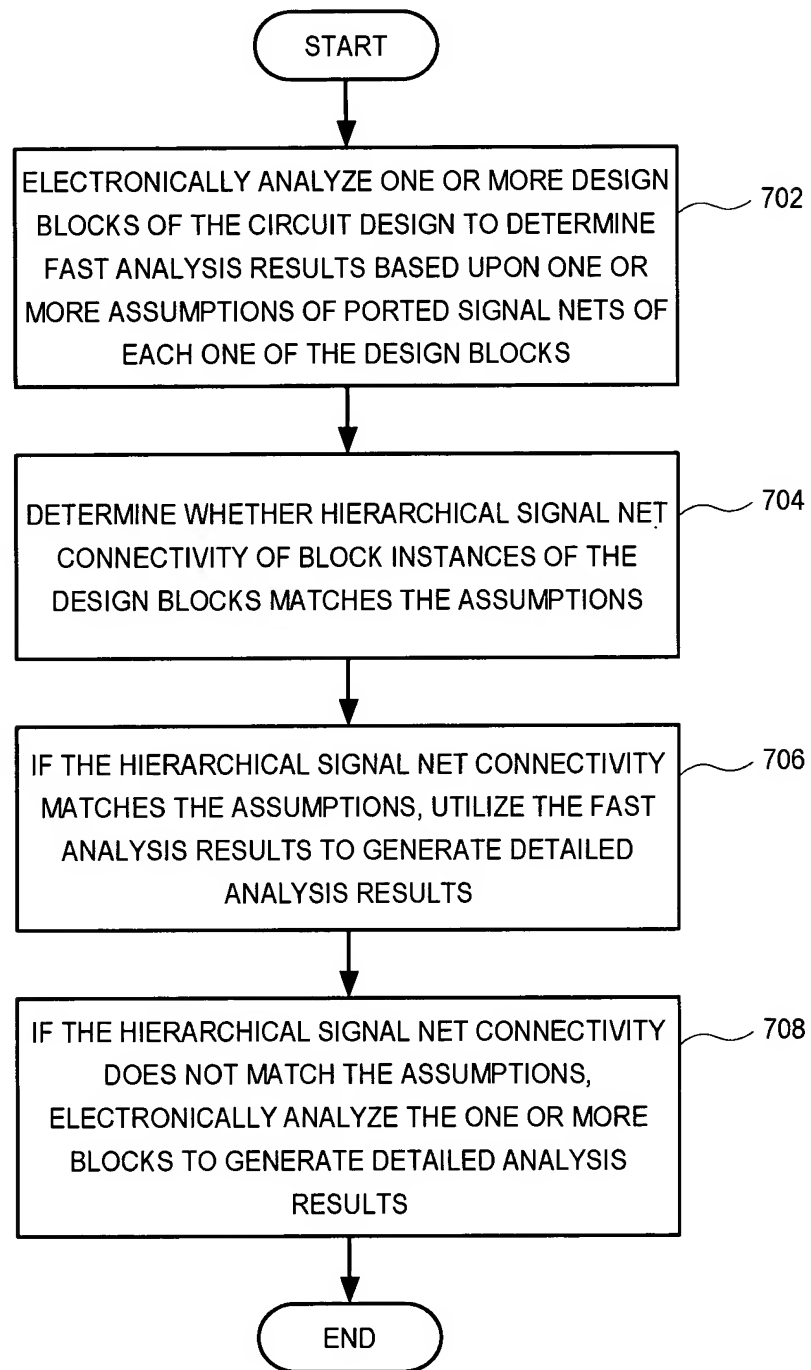 START
ELECTRONICALLY ANALYZE ONE OR MORE DESIGN
BLOCKS OF THE CIRCUIT DESIGN TO DETERMINE
FAST ANALYSIS RESULTS BASED UPON ONE OR
MORE ASSUMPTIONS OF PORTED SIGNAL NETS OF
EACH ONE OF THE DESIGN BLOCKS
702
DETERMINE WHETHER HIERARCHICAL SIGNAL NET
CONNECTIVITY OF BLOCK INSTANCES OF THE
DESIGN BLOCKS MATCHES THE ASSUMPTIONS
704
IF THE HIERARCHICAL SIGNAL NET CONNECTIVITY
MATCHES THE ASSUMPTIONS, UTILIZE THE FAST
ANALYSIS RESULTS TO GENERATE DETAILED
ANALYSIS RESULTS
706
IF THE HIERARCHICAL SIGNAL NET CONNECTIVITY
DOES NOT MATCH THE ASSUMPTIONS,
ELECTRONICALLY ANALYZE THE ONE OR MORE
BLOCKS TO GENERATE DETAILED ANALYSIS
RESULTS
708
END